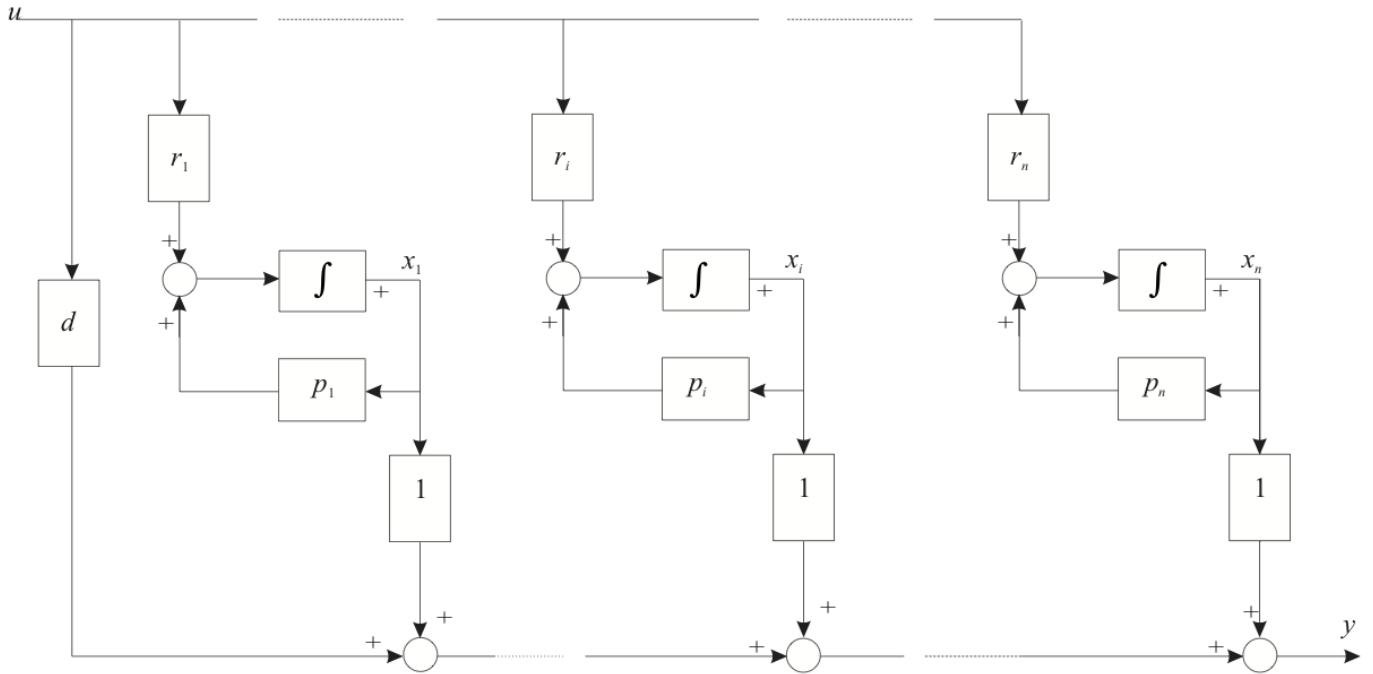 u
r₁ rᵢ rₙ
+ + +
∫ x₁ ∫ xᵢ ∫ xₙ
+ + +
d + + +
p₁ pᵢ pₙ
1 1 1
+ + +
+ + + y